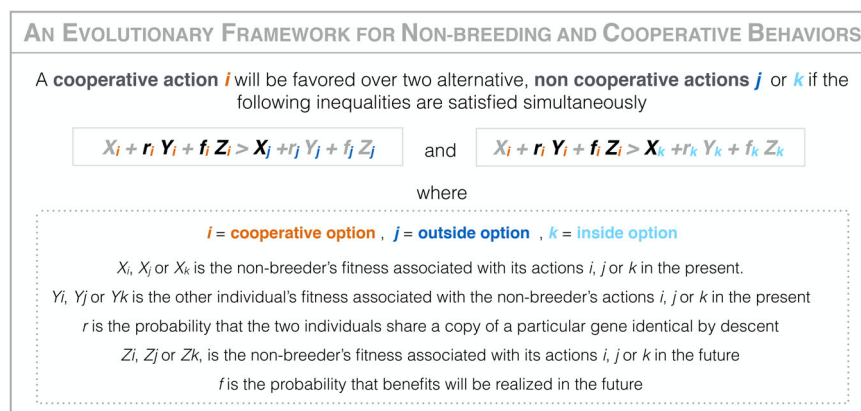 AN EVOLUTIONARY FRAMEWORK FOR NON-BREEDING AND COOPERATIVE BEHAVIORS
A cooperative action i will be favored over two alternative, non cooperative actions j or k if the
following inequalities are satisfied simultaneously
Xi + ri Yi + fi Zi > Xj +rj Yj + fj Zj and Xi + ri Yi + fi Zi > Xk +rk Yk + fk Zk
where
i = cooperative option , j = outside option , k = inside option
Xi, Xj or Xk is the non-breeder's fitness associated with its actions i, j or k in the present.
Yi, Yj or Yk is the other individual's fitness associated with the non-breeder's actions i, j or k in the present
r is the probability that the two individuals share a copy of a particular gene identical by descent
Zi, Zj or Zk, is the non-breeder's fitness associated with its actions i, j or k in the future
f is the probability that benefits will be realized in the future